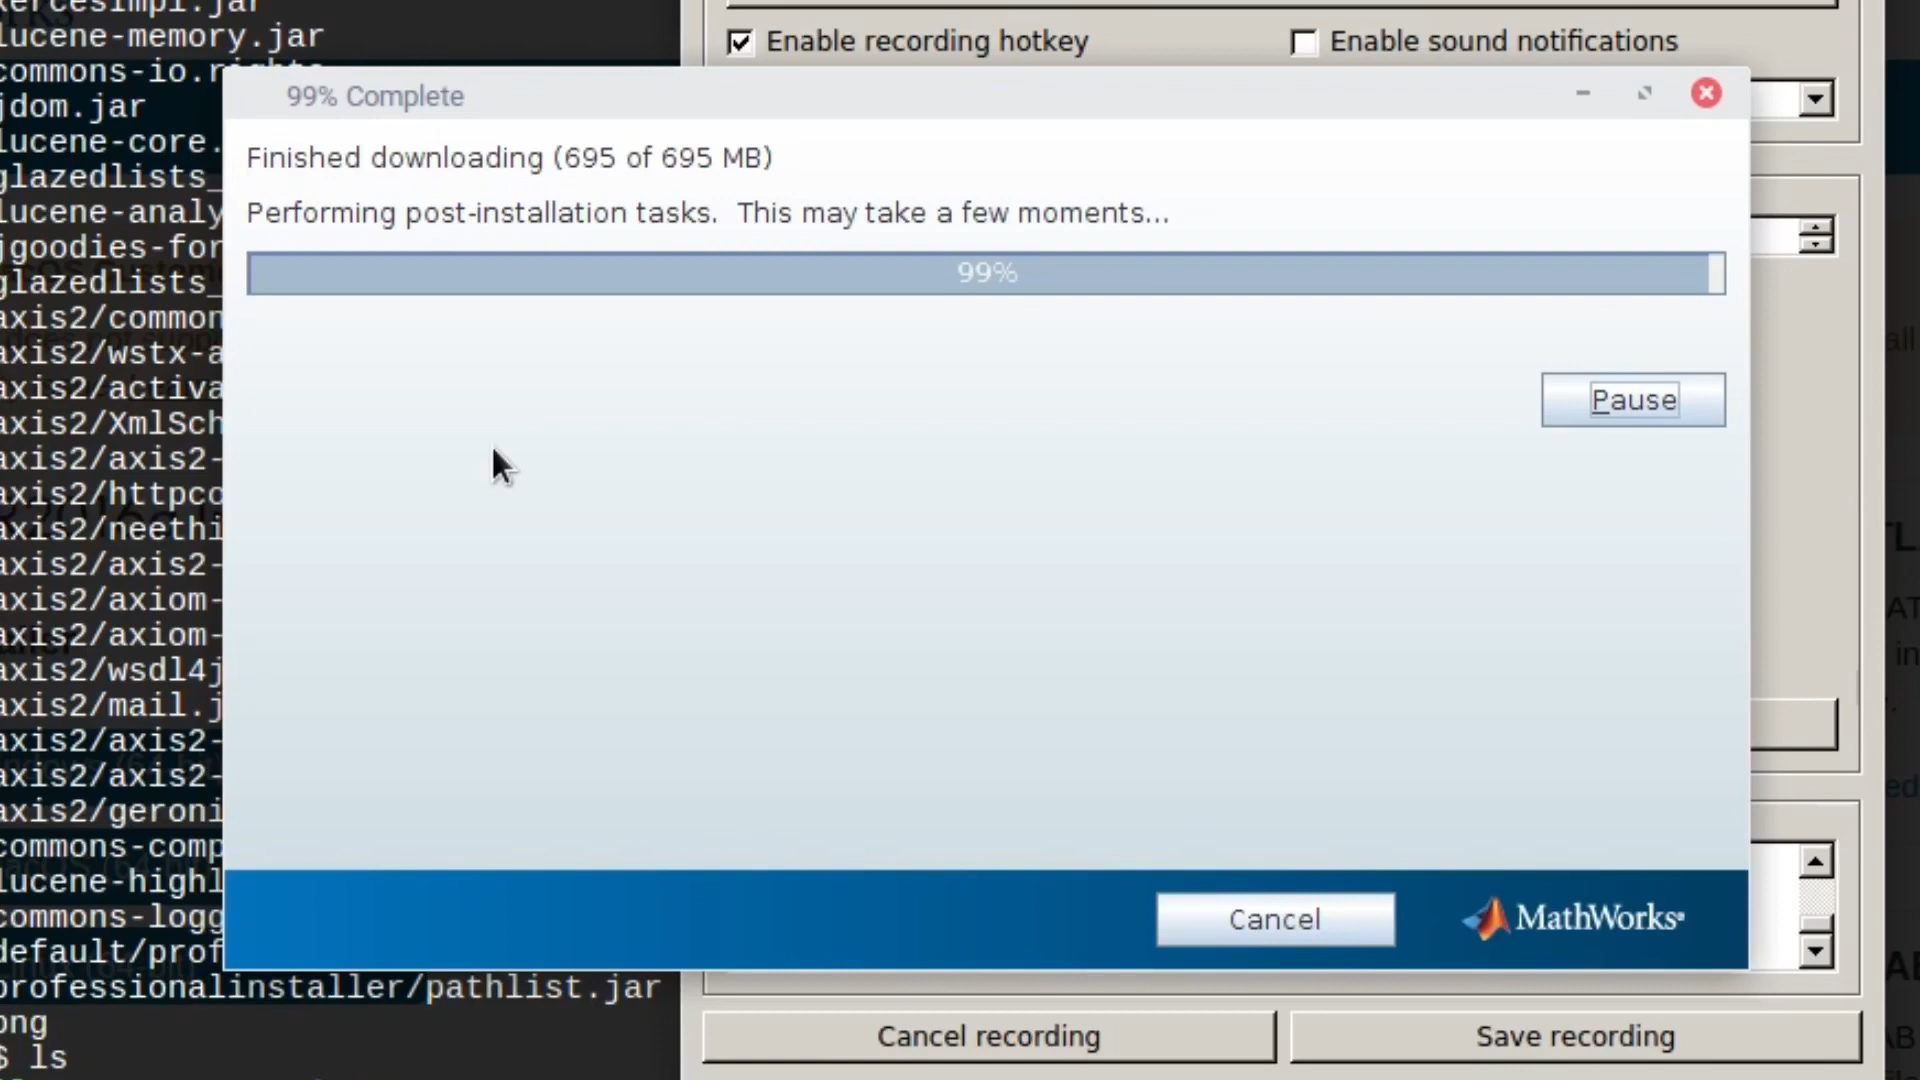 xercesimpl.jar
lucene-memory.jar
commons-io.rights
jdom.jar
lucene-core.
glazedlists_
lucene-analy
jgoodies-for
glazedlists_
axis2/common
axis2/wstx-a
axis2/activa
axis2/XmlSch
axis2/axis2-
axis2/httpco
axis2/neethi
axis2/axis2-
axis2/axiom-
axis2/axiom-
axis2/wsdl4j
axis2/mail.j
axis2/axis2-
axis2/axis2-
axis2/geroni
commons-comp
lucene-highl
commons-logg
default/prof
professionalinstaller/pathlist.jar
png
$ ls
Enable recording hotkey
Enable sound notifications
99% Complete
Finished downloading (695 of 695 MB)
Performing post-installation tasks. This may take a few moments...
99%
Pause
Cancel
MathWorks®
Cancel recording
Save recording